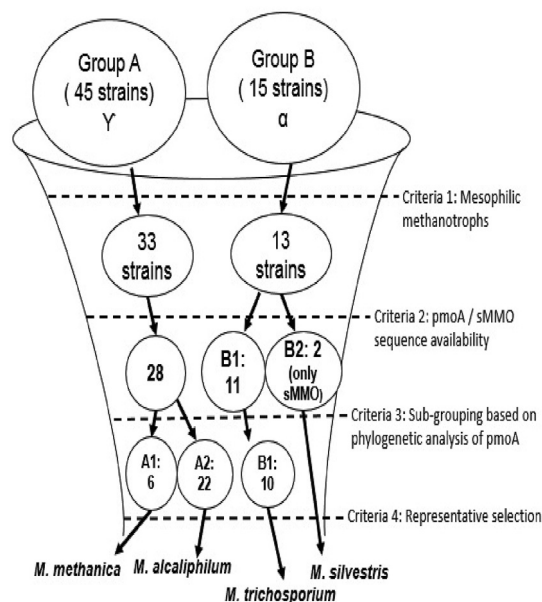 Group A
( 45 strains)
ϒ
Group B
( 15 strains)
α
Criteria 1: Mesophilic
methanotrophs
33
strains
13
strains
Criteria 2: pmoA / sMMO
sequence availability
28
B1:
11
B2: 2
(only
sMMO)
Criteria 3: Sub-grouping based
on phylogenetic analysis of pmoA
A1:
6
A2:
22
B1:
10
Criteria 4: Representative selection
M. methanica
M. alcaliphilum
M. trichosporium
M. silvestris